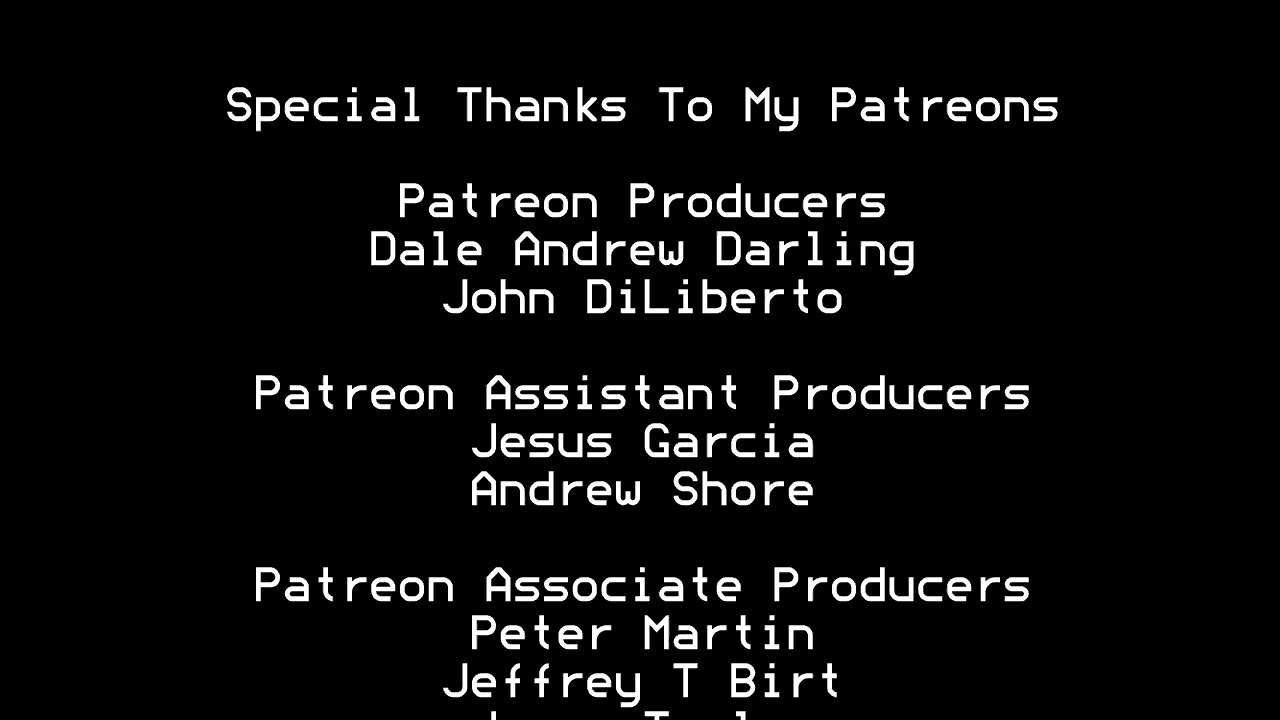 Special Thanks To My Patreons
Patreon Producers
Dale Andrew Darling
John DiLiberto
Patreon Assistant Producers
Jesus Garcia
Andrew Shore
Patreon Associate Producers
Peter Martin
Jeffrey T Birt